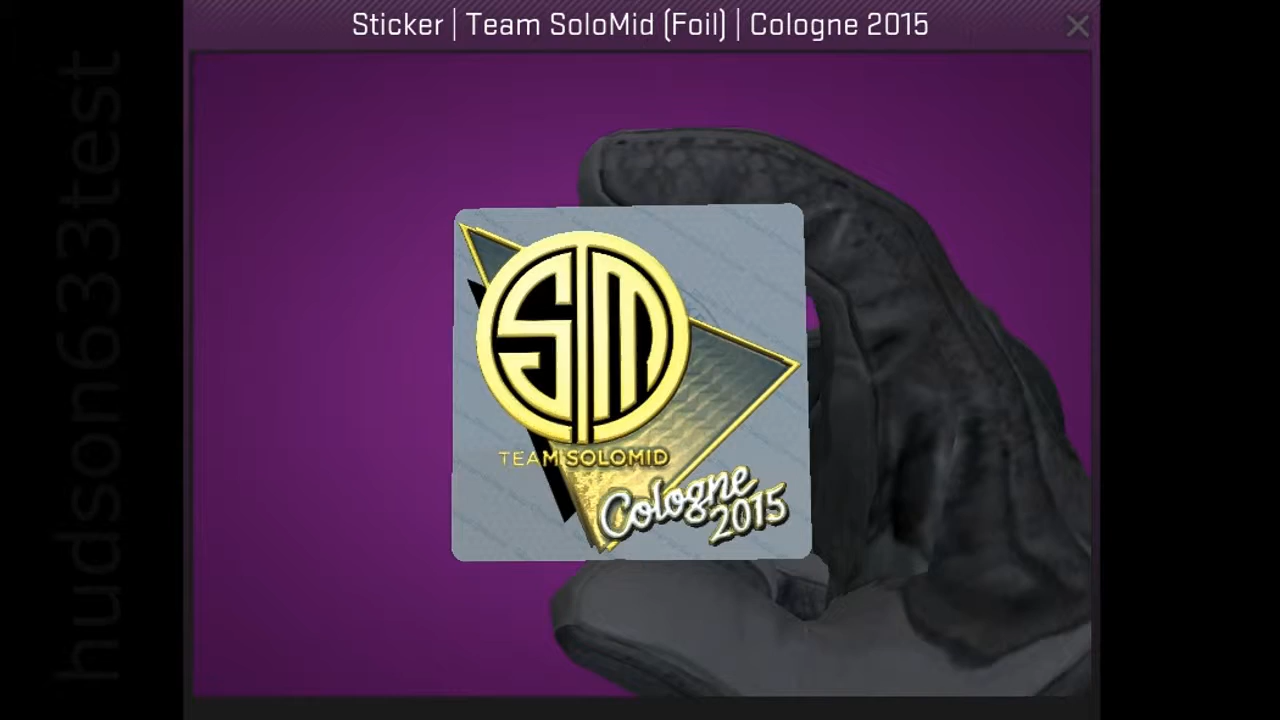 Sticker | Team SoloMid (Foil) | Cologne 2015
hudson633test
SM
TEAM SOLOMID
Cologne
2015